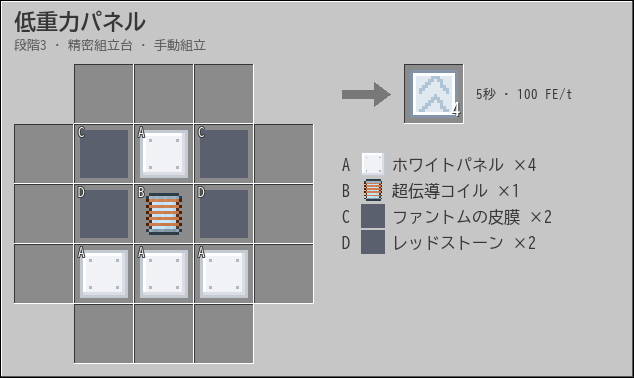 低重力パネル
段階3 · 精密組立台 · 手動組立
C A C
D B D
A A A
4
5秒 · 100 FE/t
A ホワイトパネル ×4
B 超伝導コイル ×1
C ファントムの皮膜 ×2
D レッドストーン ×2